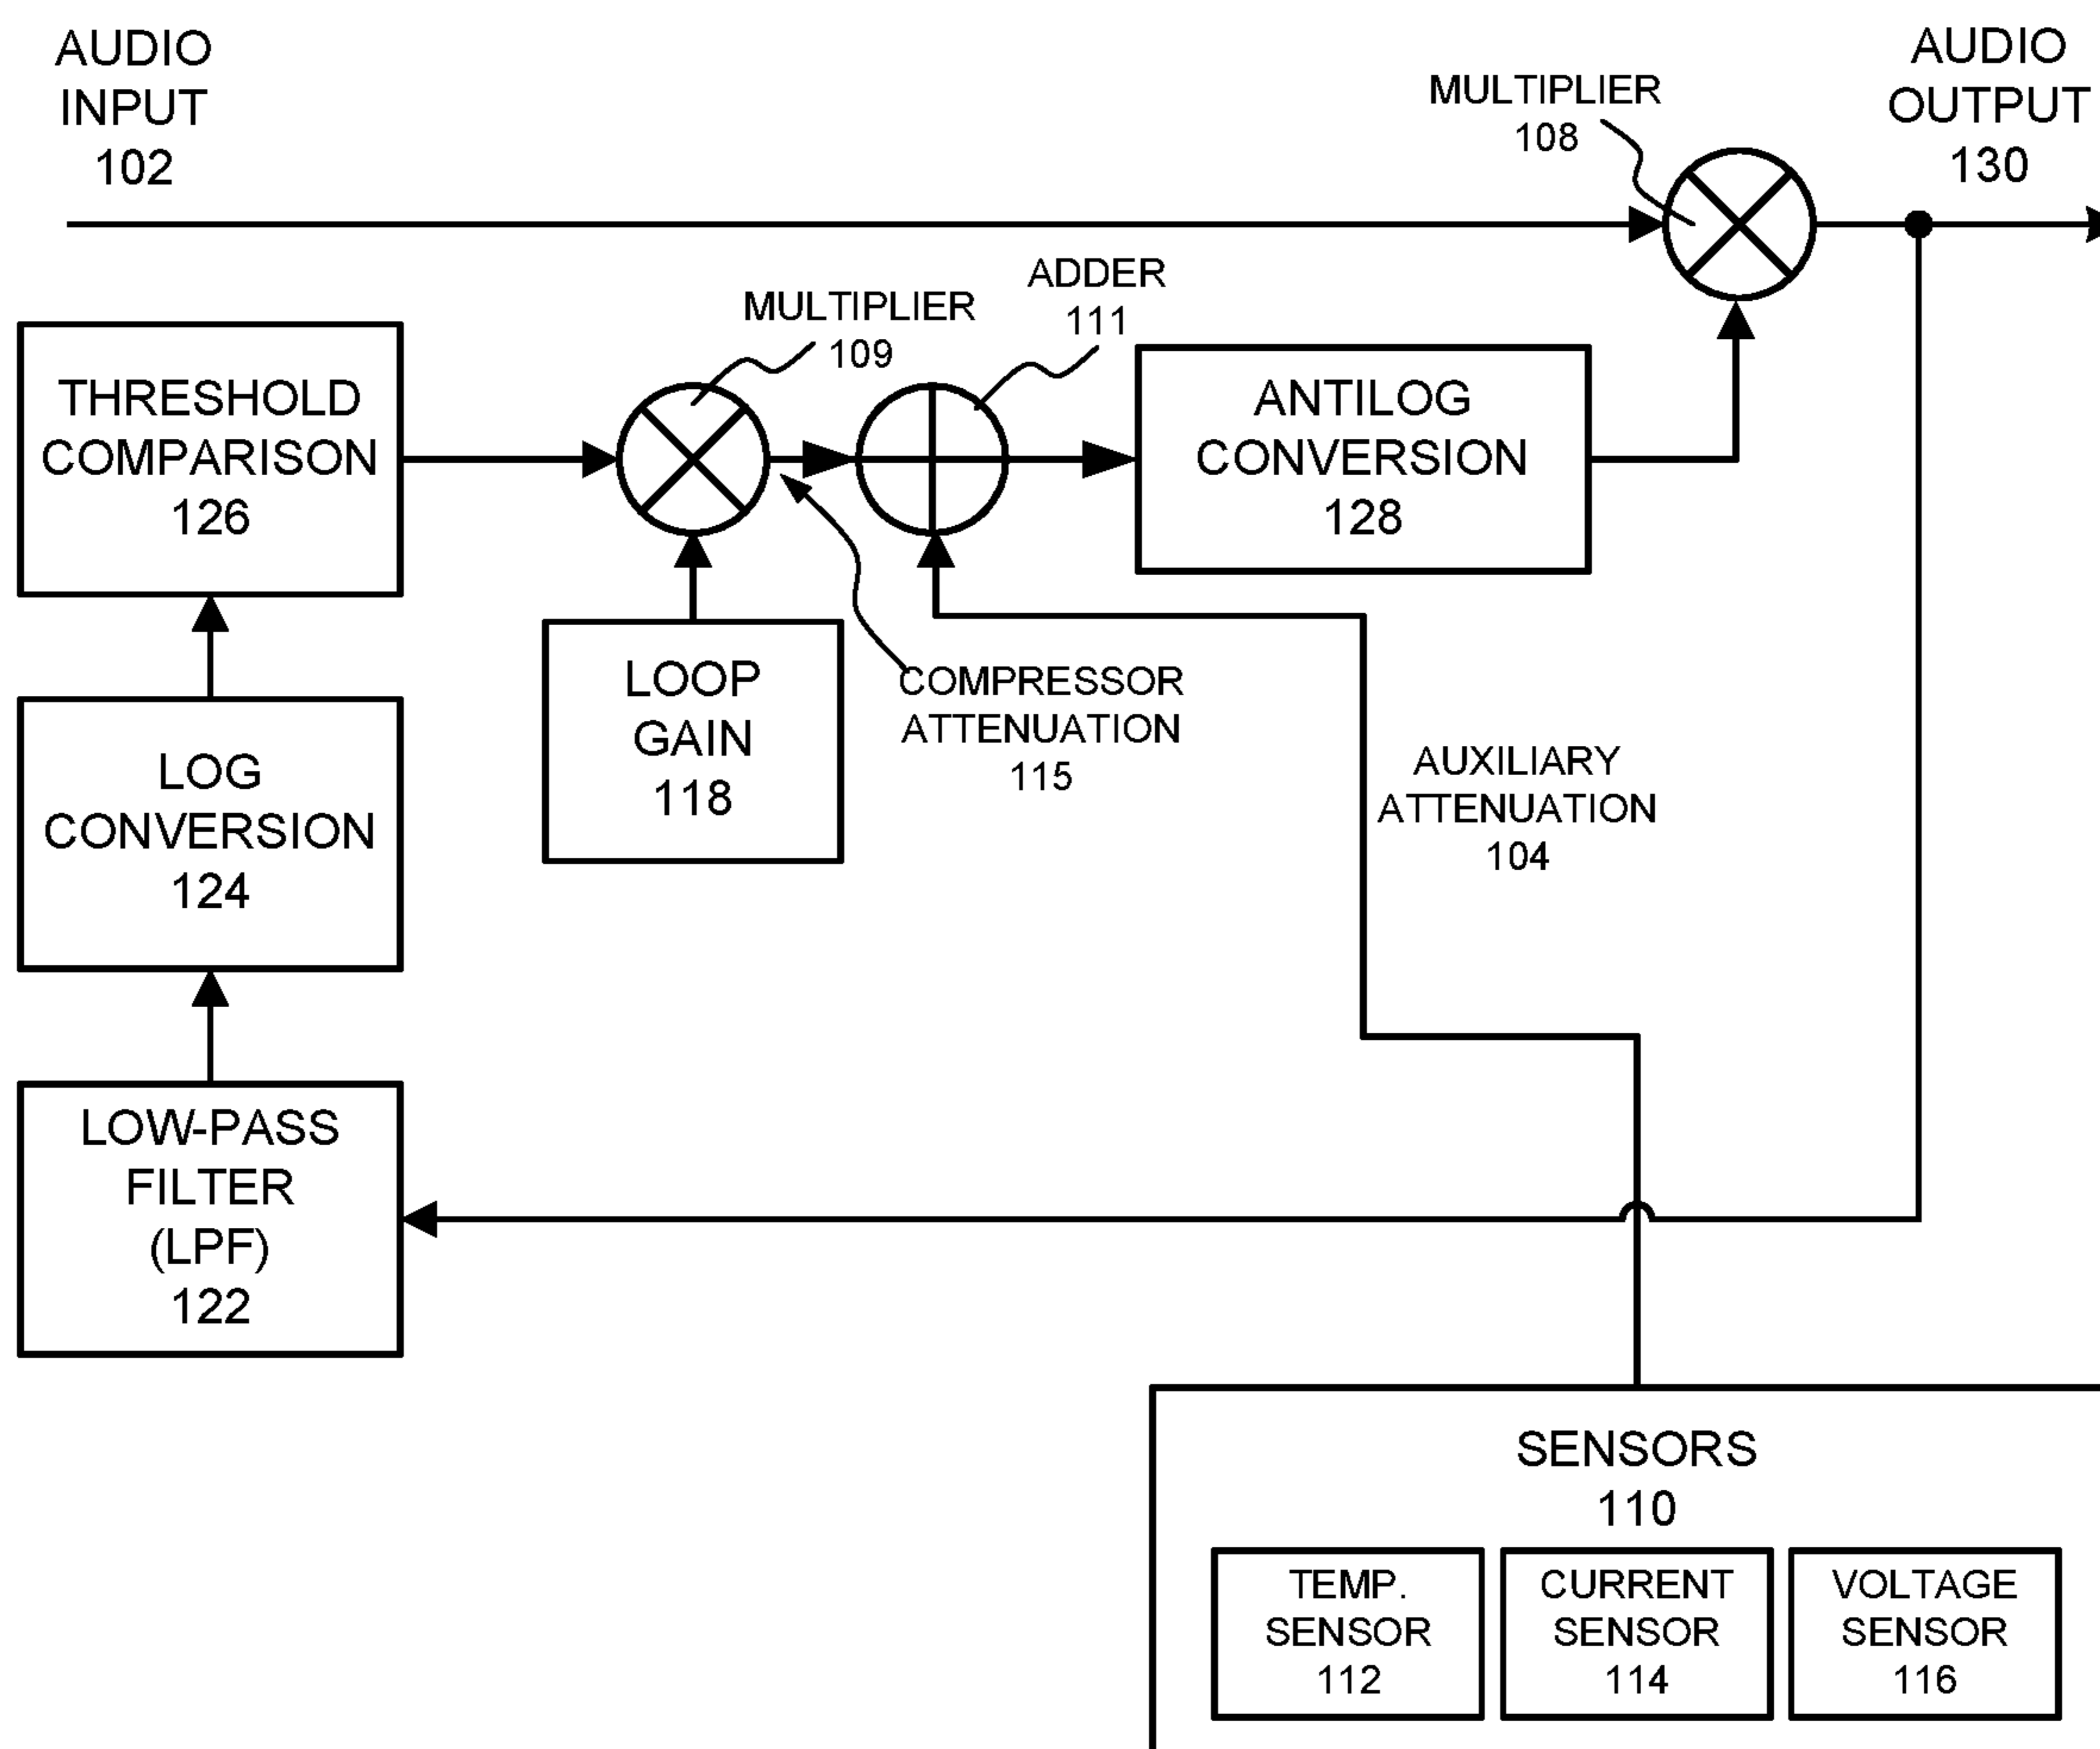 AUDIO
INPUT
102
MULTIPLIER
108
AUDIO
OUTPUT
130
MULTIPLIER
109
ADDER
111
THRESHOLD
COMPARISON
126
ANTILOG
CONVERSION
128
LOOP
GAIN
118
COMPRESSOR
ATTENUATION
115
AUXILIARY
ATTENUATION
104
LOG
CONVERSION
124
LOW-PASS
FILTER
(LPF)
122
SENSORS
110
TEMP.
SENSOR
112
CURRENT
SENSOR
114
VOLTAGE
SENSOR
116